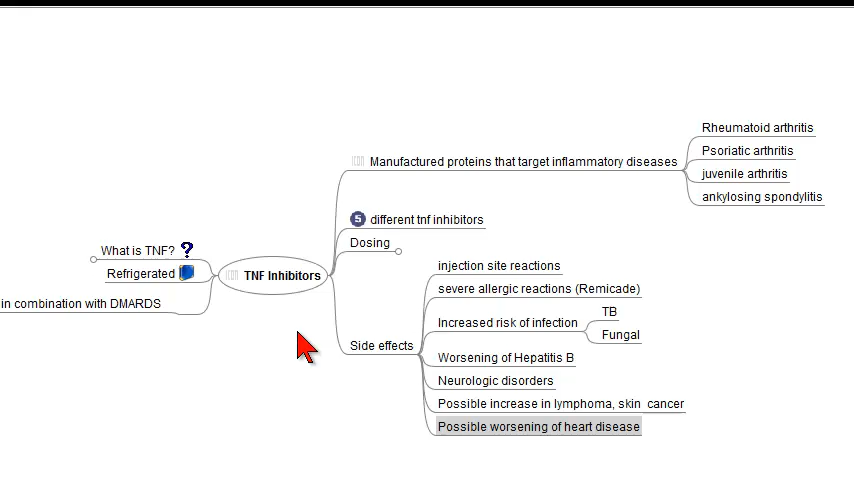 What is TNF?
Refrigerated
in combination with DMARDS
TNF Inhibitors
Manufactured proteins that target inflammatory diseases
Rheumatoid arthritis
Psoriatic arthritis
juvenile arthritis
ankylosing spondylitis
5 different tnf inhibitors
Dosing
Side effects
injection site reactions
severe allergic reactions (Remicade)
Increased risk of infection
TB
Fungal
Worsening of Hepatitis B
Neurologic disorders
Possible increase in lymphoma, skin cancer
Possible worsening of heart disease